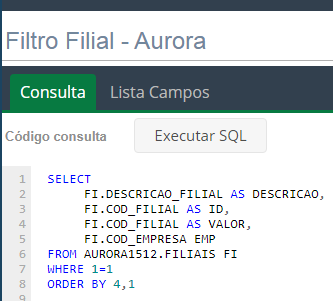 Filtro Filial - Aurora
Consulta Lista Campos
Código consulta Executar SQL
1 SELECT
2 FI.DESCRICAO_FILIAL AS DESCRICAO,
3 FI.COD_FILIAL AS ID,
4 FI.COD_FILIAL AS VALOR,
5 FI.COD_EMPRESA EMP
6 FROM AURORA1512.FILIAIS FI
7 WHERE 1=1
8 ORDER BY 4,1
9